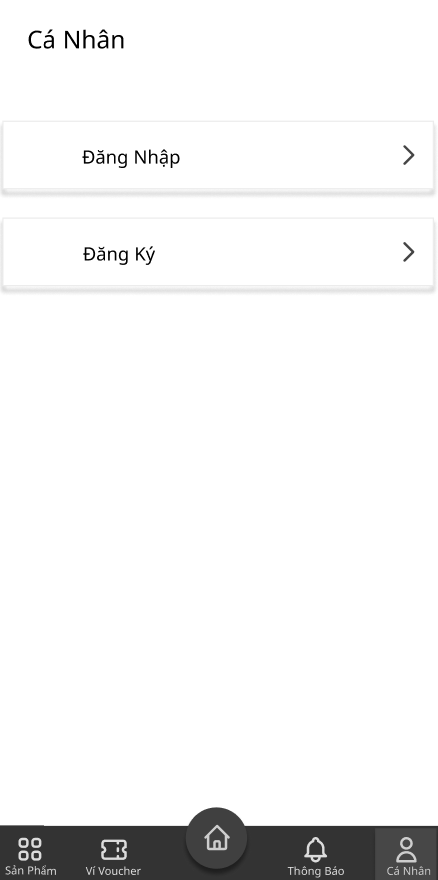 Cá Nhân
Đăng Nhập
Đăng Ký
Sản Phẩm
Ví Voucher
Thông Báo
Cá Nhân